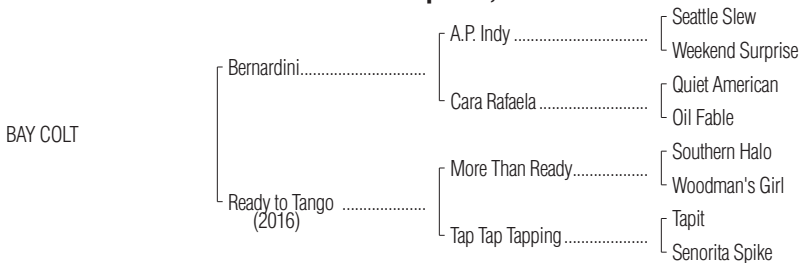 Seattle Slew
A.P. Indy
Weekend Surprise
Bernardini
Quiet American
Cara Rafaela
Oil Fable
BAY COLT
Southern Halo
More Than Ready
Woodman's Girl
Ready to Tango
(2016)
Tapit
Tap Tap Tapping
Senorita Spike